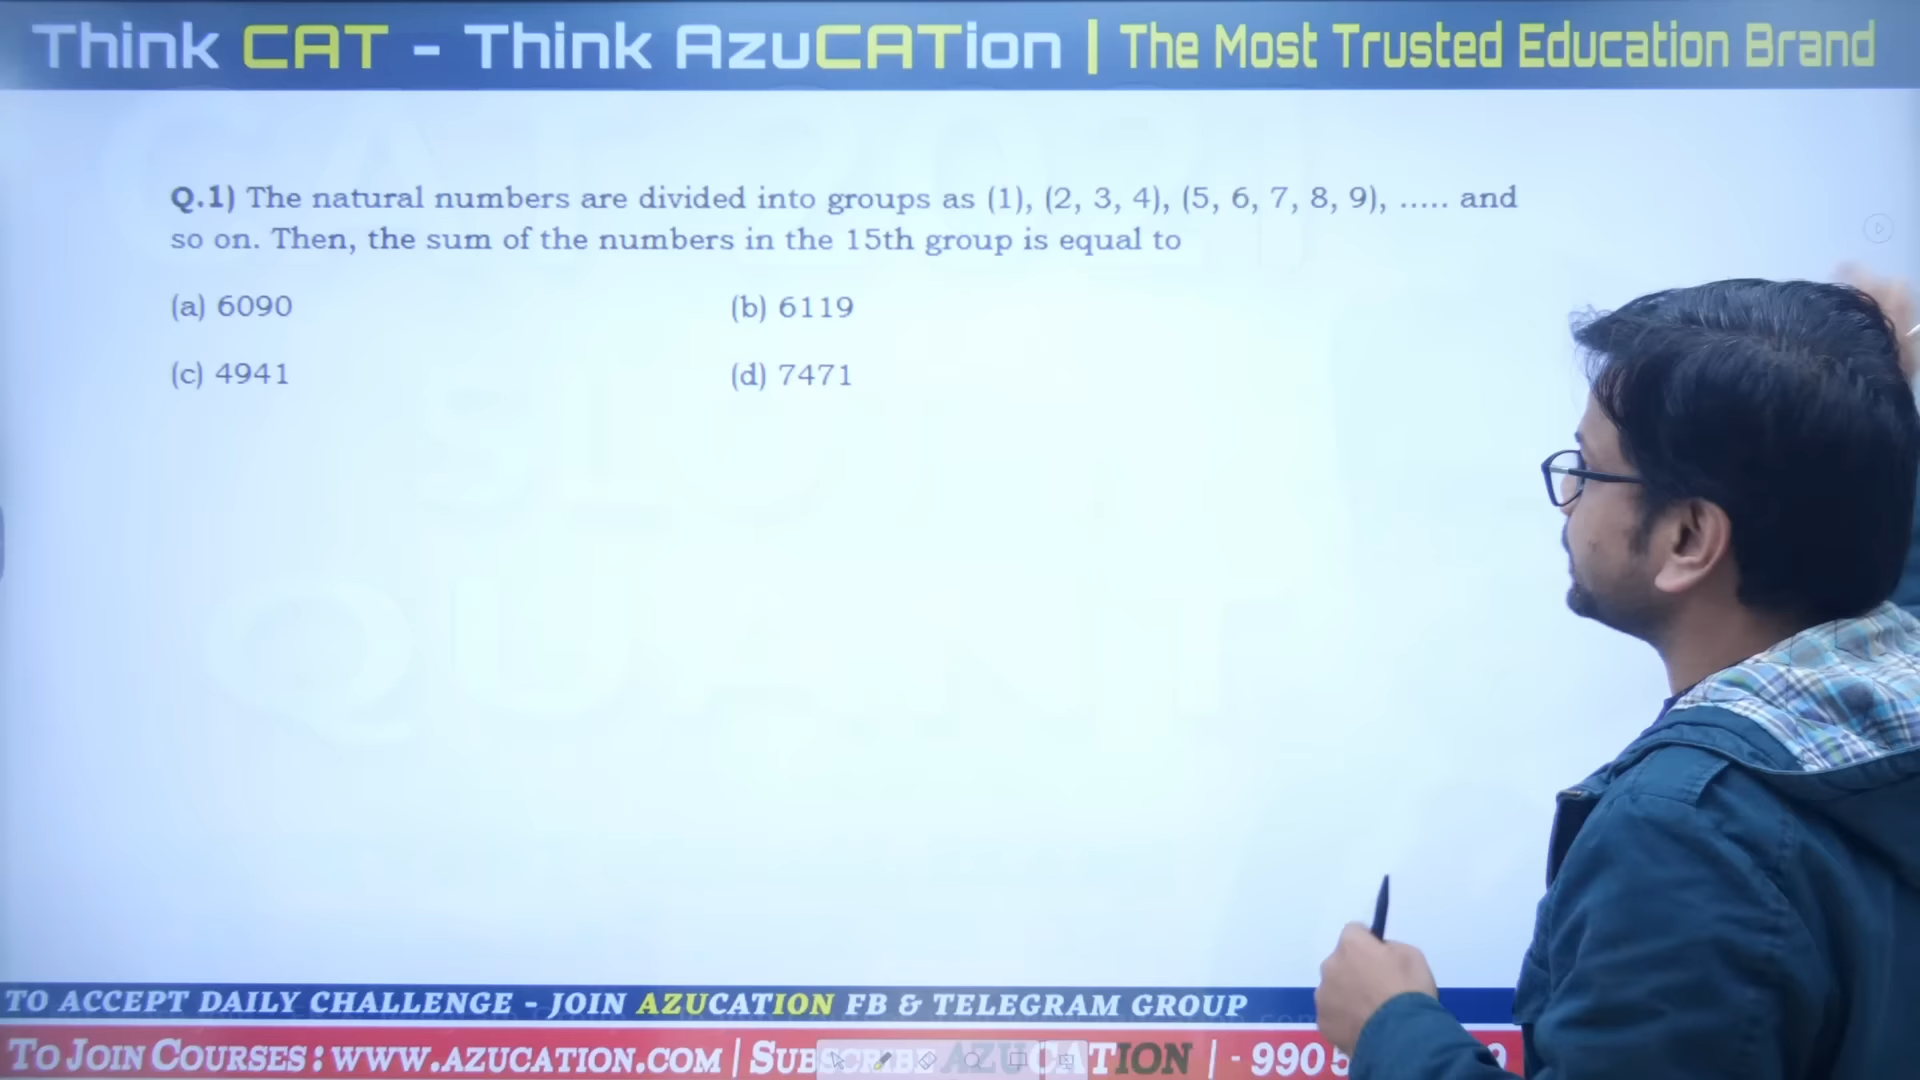 Think CAT - Think AzuCATion | The Most Trusted Education Brand
Q.1) The natural numbers are divided into groups as (1), (2, 3, 4), (5, 6, 7, 8, 9), ..... and
so on. Then, the sum of the numbers in the 15th group is equal to
(a) 6090 (b) 6119
(c) 4941 (d) 7471
TO ACCEPT DAILY CHALLENGE - JOIN AZUCATION FB & TELEGRAM GROUP
TO JOIN COURSES : WWW.AZUCATION.COM | SUBSCRIBE AZUCATION | - 990